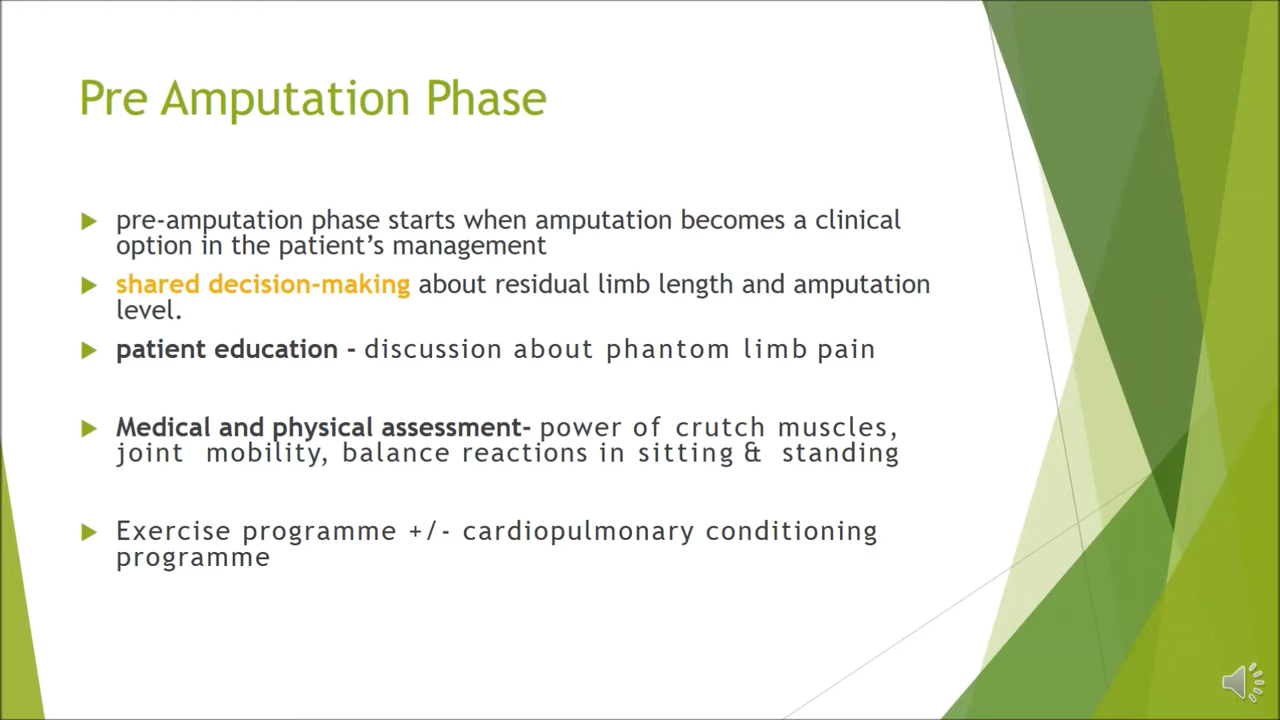 Pre Amputation Phase
pre-amputation phase starts when amputation becomes a clinical
option in the patient’s management
shared decision-making about residual limb length and amputation
level.
patient education - discussion about phantom limb pain
Medical and physical assessment- power of crutch muscles,
joint mobility, balance reactions in sitting & standing
Exercise programme +/- cardiopulmonary conditioning
programme